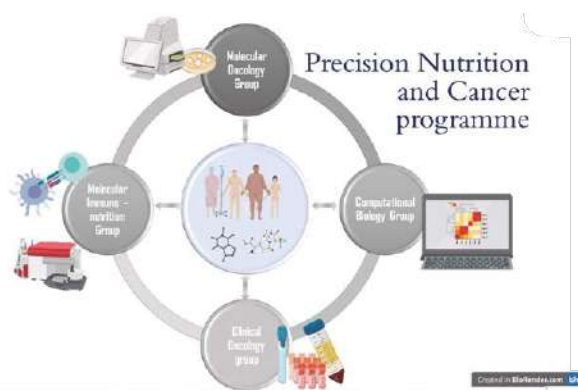 Molecular
Oncology
Group
Precision Nutrition
and Cancer
programme
Molecular
Immuno -
nutrition
Group
Computational
Biology Group
Clinical
Oncology
group
Created in BioRender.com